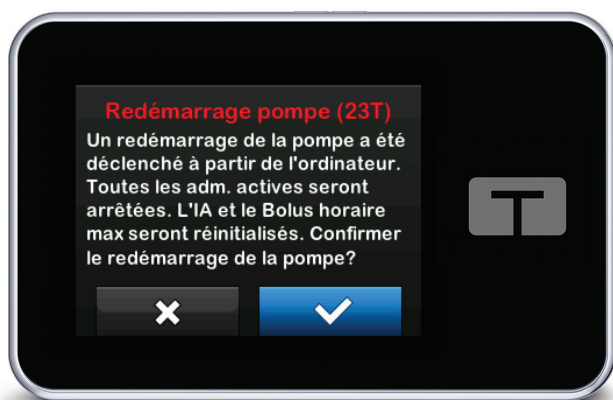 Redémarrage pompe (23T)
Un redémarrage de la pompe a été
déclenché à partir de l'ordinateur.
Toutes les adm. actives seront
arrêtées. L'IA et le Bolus horaire
max seront réinitialisés. Confirmer
le redémarrage de la pompe?